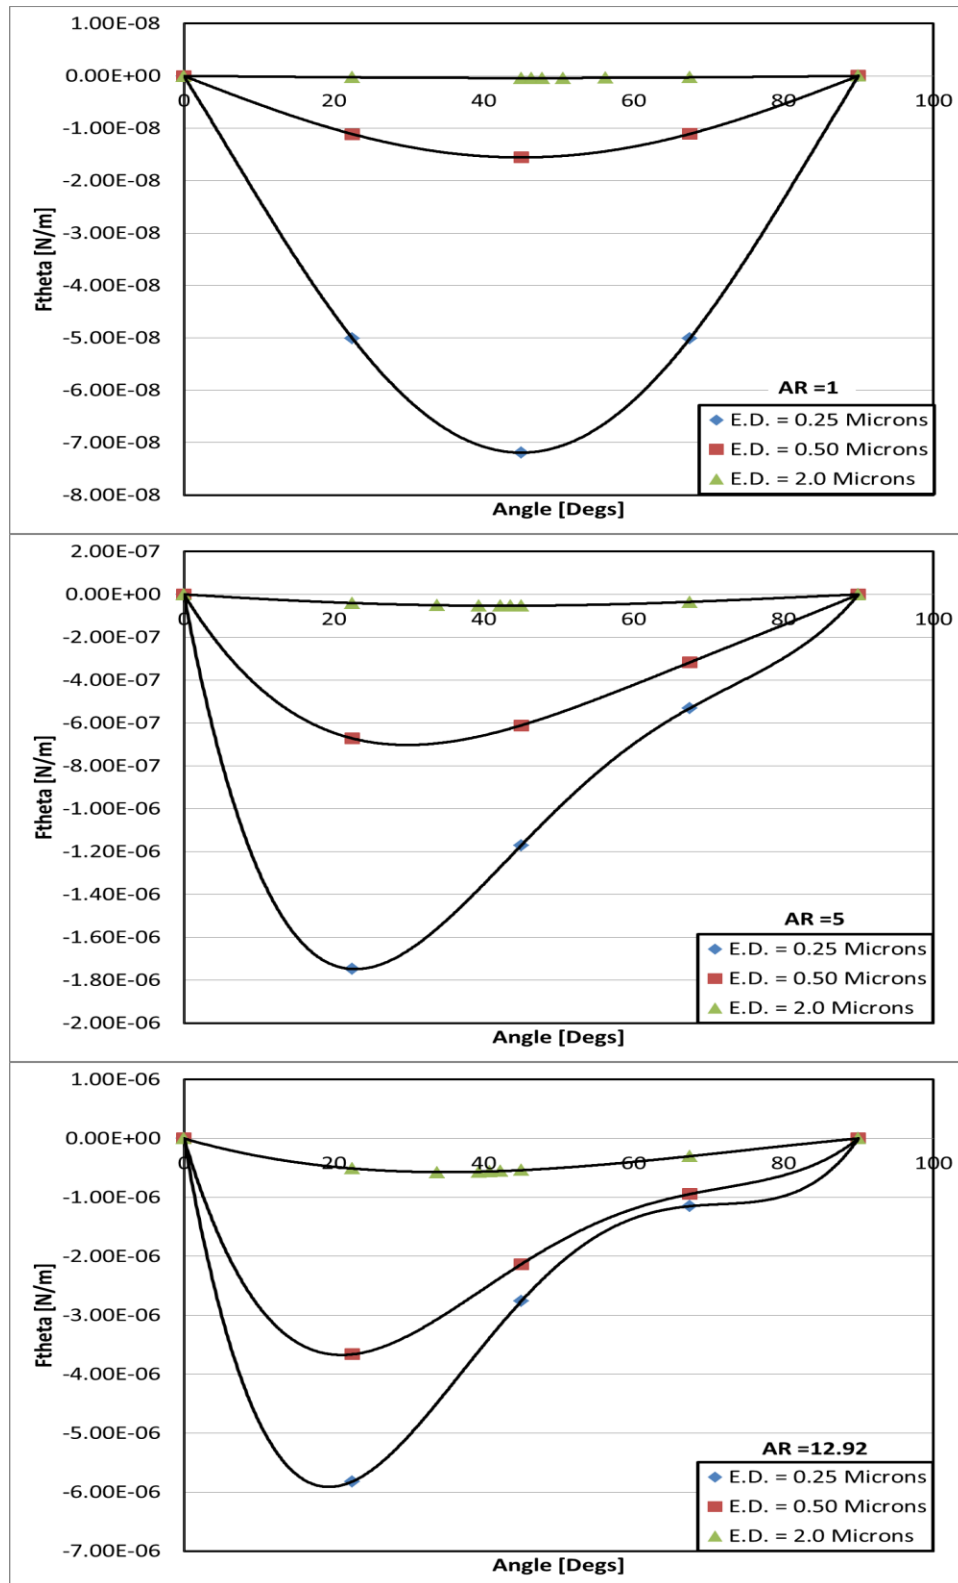 1.00E-08
0.00E+00
0 20 40 60 80 100
-1.00E-08
-2.00E-08
-3.00E-08
-4.00E-08
-5.00E-08
-6.00E-08
-7.00E-08
-8.00E-08
Ftheta [N/m]
AR =1
E.D. = 0.25 Microns
E.D. = 0.50 Microns
E.D. = 2.0 Microns
Angle [Degs]
2.00E-07
0.00E+00
0 20 40 60 80 100
-2.00E-07
-4.00E-07
-6.00E-07
-8.00E-07
-1.00E-06
-1.20E-06
-1.40E-06
-1.60E-06
-1.80E-06
-2.00E-06
Ftheta [N/m]
AR =5
E.D. = 0.25 Microns
E.D. = 0.50 Microns
E.D. = 2.0 Microns
Angle [Degs]
1.00E-06
0.00E+00
0 20 40 60 80 100
-1.00E-06
-2.00E-06
-3.00E-06
-4.00E-06
-5.00E-06
-6.00E-06
-7.00E-06
Ftheta [N/m]
AR =12.92
E.D. = 0.25 Microns
E.D. = 0.50 Microns
E.D. = 2.0 Microns
Angle [Degs]